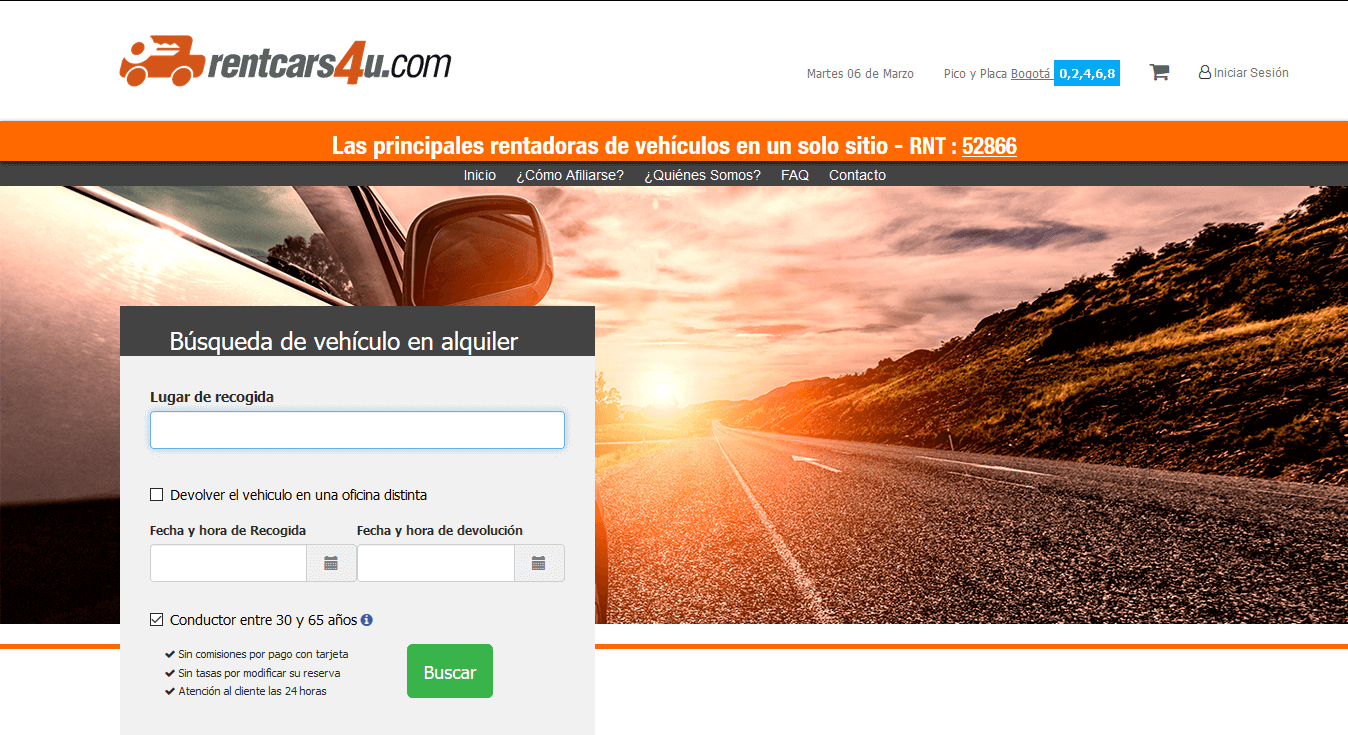 rentcars4u.com
Martes 06 de Marzo Pico y Placa Bogotá 0,2,4,6,8 Iniciar Sesión
Las principales rentadoras de vehículos en un solo sitio - RNT : 52866
Inicio ¿Cómo Afiliarse? ¿Quiénes Somos? FAQ Contacto
Búsqueda de vehículo en alquiler
Lugar de recogida
Devolver el vehiculo en una oficina distinta
Fecha y hora de Recogida Fecha y hora de devolución
Conductor entre 30 y 65 años
Sin comisiones por pago con tarjeta
Sin tasas por modificar su reserva
Atención al cliente las 24 horas
Buscar